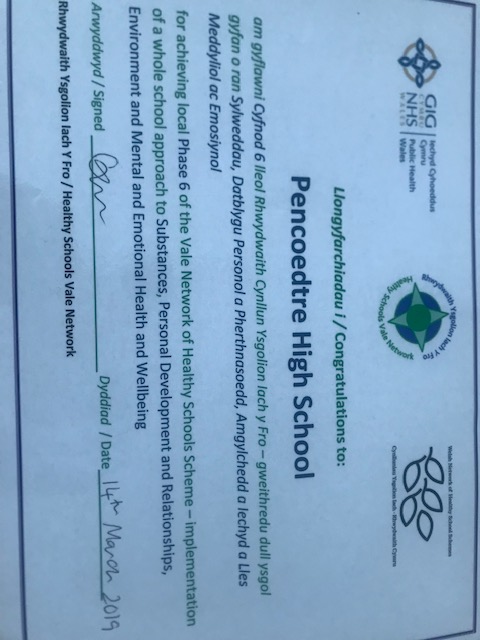 GIG
CYMRU
NHS
WALES
Iechyd Cyhoeddus
Cymru
Public Health
Wales
Rhwydwaith Ysgolion Iach Y Fro
Healthy Schools Vale Network
Welsh Network of Healthy School Schemes
Cynlluniau Ysgolion Iach - Rhwydwaith Cymru
Llongyfarchiadau i / Congratulations to:
Pencoedtre High School
am gyflawni Cyfnod 6 lleol Rhwydwaith Cynllun Ysgolion Iach y Fro – gweithredu dull ysgol
gyfan o ran Sylweddau, Datblygu Personol a Pherthnasoedd, Amgylchedd a Iechyd a Lles
Meddyliol ac Emosiynol
for achieving local Phase 6 of the Vale Network of Healthy Schools Scheme – implementation
of a whole school approach to Substances, Personal Development and Relationships,
Environment and Mental and Emotional Health and Wellbeing
Arwyddwyd / Signed Dyddiad / Date 14th March 2019
Rhwydwaith Ysgolion Iach Y Fro / Healthy Schools Vale Network